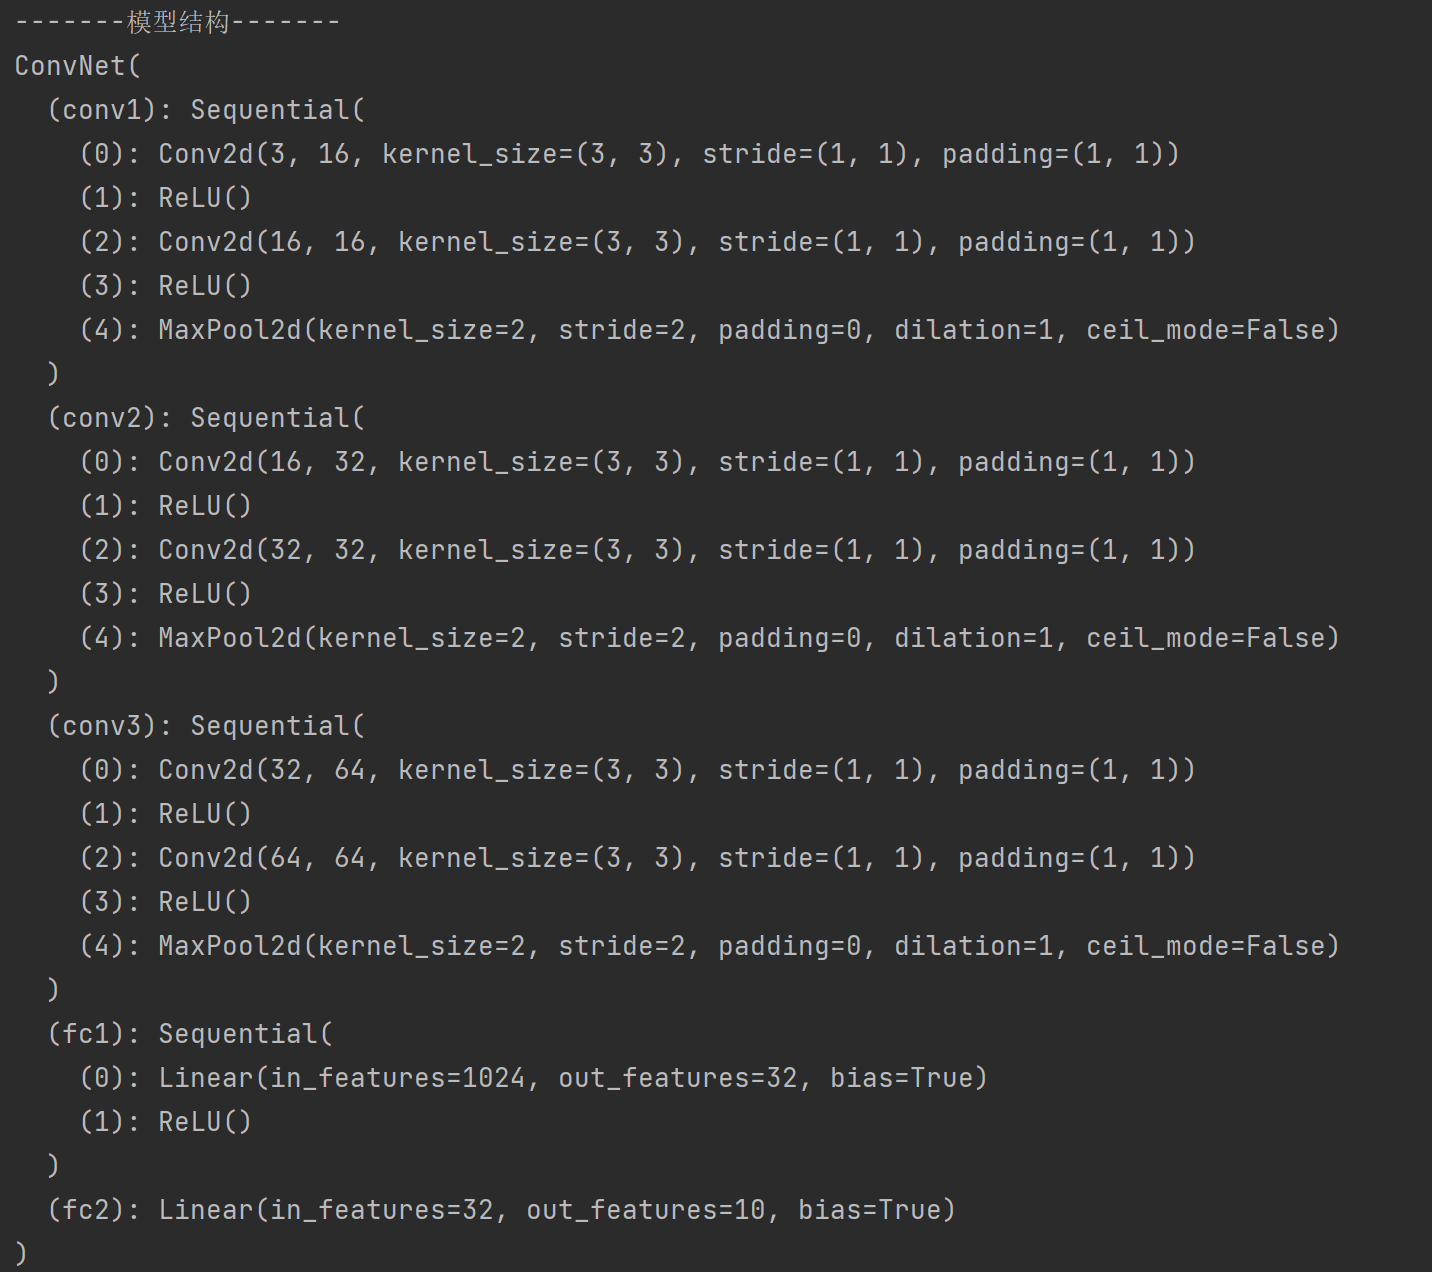 -------模型结构-------
ConvNet(
  (conv1): Sequential(
    (0): Conv2d(3, 16, kernel_size=(3, 3), stride=(1, 1), padding=(1, 1))
    (1): ReLU()
    (2): Conv2d(16, 16, kernel_size=(3, 3), stride=(1, 1), padding=(1, 1))
    (3): ReLU()
    (4): MaxPool2d(kernel_size=2, stride=2, padding=0, dilation=1, ceil_mode=False)
  )
  (conv2): Sequential(
    (0): Conv2d(16, 32, kernel_size=(3, 3), stride=(1, 1), padding=(1, 1))
    (1): ReLU()
    (2): Conv2d(32, 32, kernel_size=(3, 3), stride=(1, 1), padding=(1, 1))
    (3): ReLU()
    (4): MaxPool2d(kernel_size=2, stride=2, padding=0, dilation=1, ceil_mode=False)
  )
  (conv3): Sequential(
    (0): Conv2d(32, 64, kernel_size=(3, 3), stride=(1, 1), padding=(1, 1))
    (1): ReLU()
    (2): Conv2d(64, 64, kernel_size=(3, 3), stride=(1, 1), padding=(1, 1))
    (3): ReLU()
    (4): MaxPool2d(kernel_size=2, stride=2, padding=0, dilation=1, ceil_mode=False)
  )
  (fc1): Sequential(
    (0): Linear(in_features=1024, out_features=32, bias=True)
    (1): ReLU()
  )
  (fc2): Linear(in_features=32, out_features=10, bias=True)
)